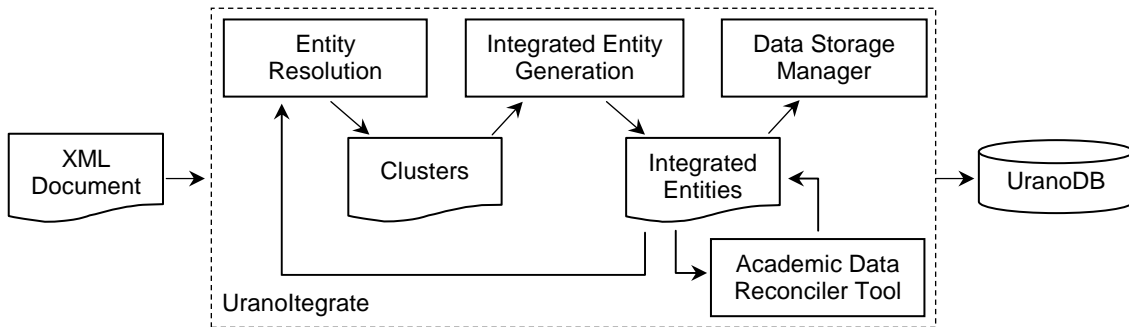 Entity
Resolution
Integrated Entity
Generation
Data Storage
Manager
XML
Document
Clusters
Integrated
Entities
UranoDB
Academic Data
Reconciler Tool
UranoItegrate